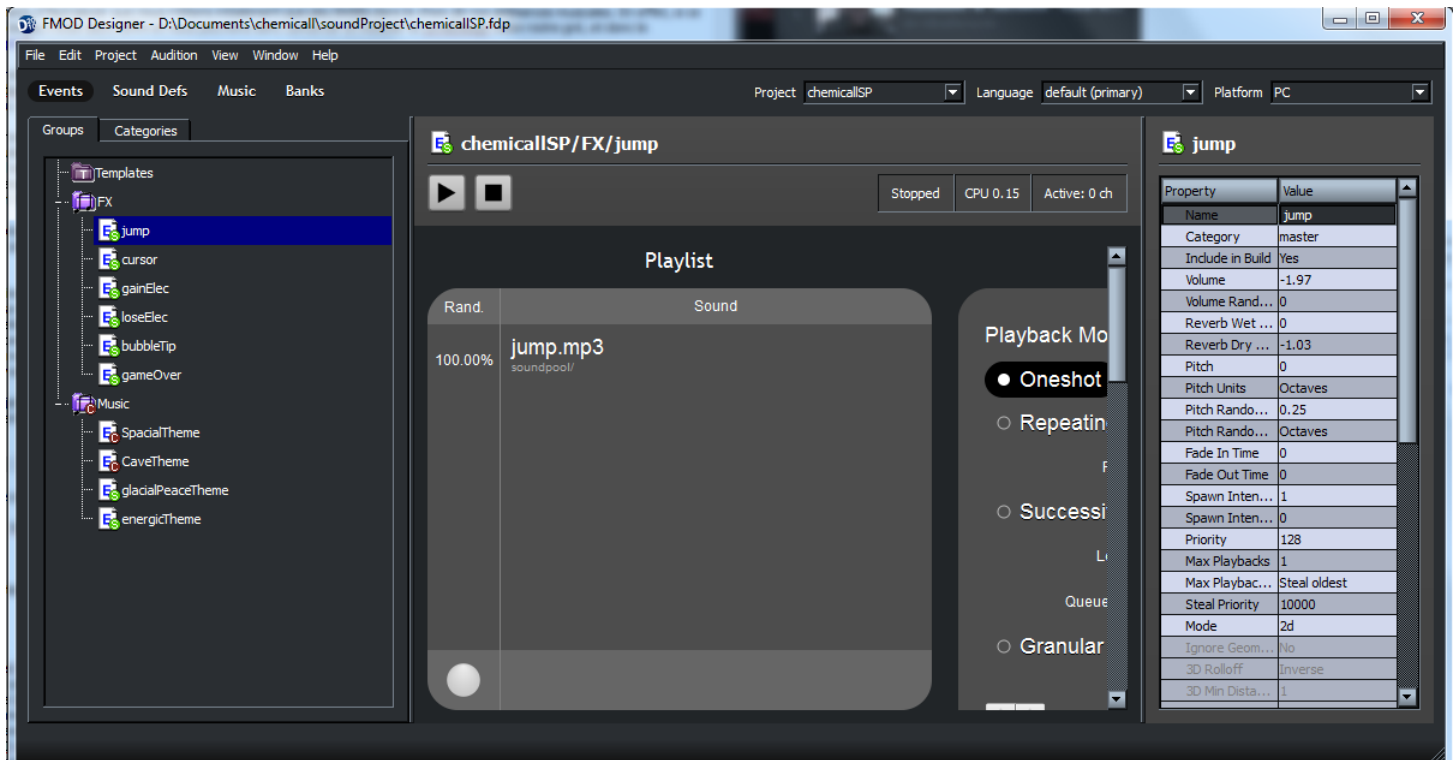 FMOD Designer - D:\Documents\chemicall\soundProject\chemicallSP.fdp
File Edit Project Audition View Window Help
Events Sound Defs Music Banks Project chemicallSP Language default (primary) Platform PC
Groups Categories
Templates
FX
jump
cursor
gainElec
loseElec
bubbleTip
gameOver
Music
SpacialTheme
CaveTheme
glacialPeaceTheme
energicTheme
chemicallSP/FX/jump
Stopped CPU 0.15 Active: 0 ch
Playlist
Rand. Sound
100.00% jump.mp3
soundpool/
Playback Mo
Oneshot
Repeatin
Successi
Queue
Granular
jump
Property Value
Name jump
Category master
Include in Build Yes
Volume -1.97
Volume Rand... 0
Reverb Wet ... 0
Reverb Dry ... -1.03
Pitch 0
Pitch Units Octaves
Pitch Rando... 0.25
Pitch Rando... Octaves
Fade In Time 0
Fade Out Time 0
Spawn Inten... 1
Spawn Inten... 0
Priority 128
Max Playbacks 1
Max Playbac... Steal oldest
Steal Priority 10000
Mode 2d
Ignore Geom... No
3D Rolloff Inverse
3D Min Dista... 1